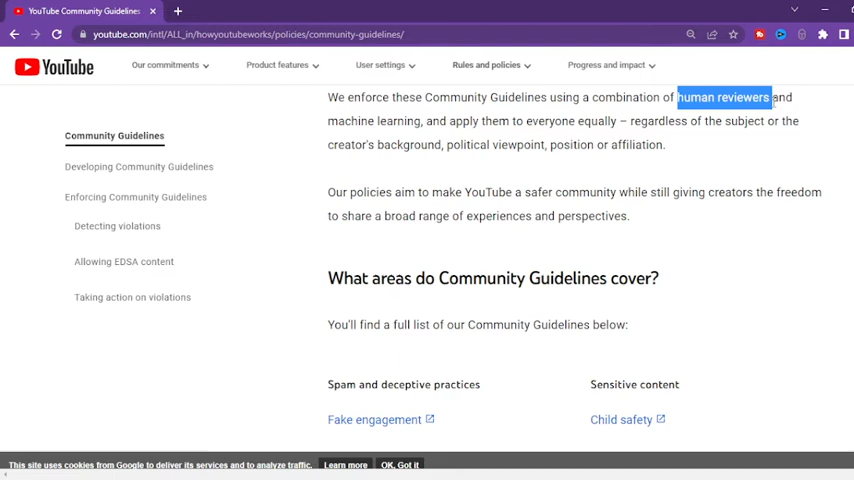 YouTube Community Guidelines
youtube.com/intl/ALL_in/howyoutubeworks/policies/community-guidelines/
YouTube
Our commitments
Product features
User settings
Rules and policies
Progress and impact
Community Guidelines
Developing Community Guidelines
Enforcing Community Guidelines
Detecting violations
Allowing EDSA content
Taking action on violations
We enforce these Community Guidelines using a combination of human reviewers and
machine learning, and apply them to everyone equally – regardless of the subject or the
creator's background, political viewpoint, position or affiliation.
Our policies aim to make YouTube a safer community while still giving creators the freedom
to share a broad range of experiences and perspectives.
What areas do Community Guidelines cover?
You'll find a full list of our Community Guidelines below:
Spam and deceptive practices
Sensitive content
Fake engagement
Child safety
This site uses cookies from Google to deliver its services and to analyze traffic.
Learn more
OK, Got it